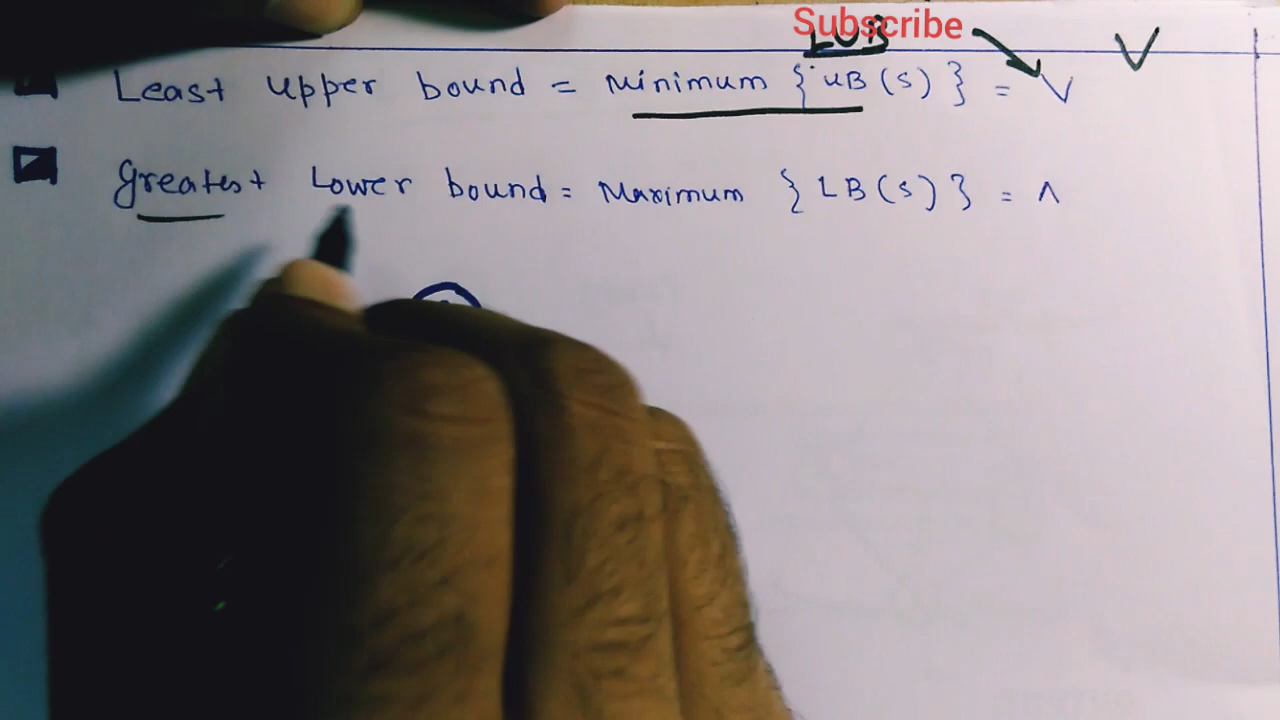 Subscribe
LUB
V
Least upper bound = Minimum { UB (S) } = V
Greatest Lower bound = Maximum { LB (S) } = ∧